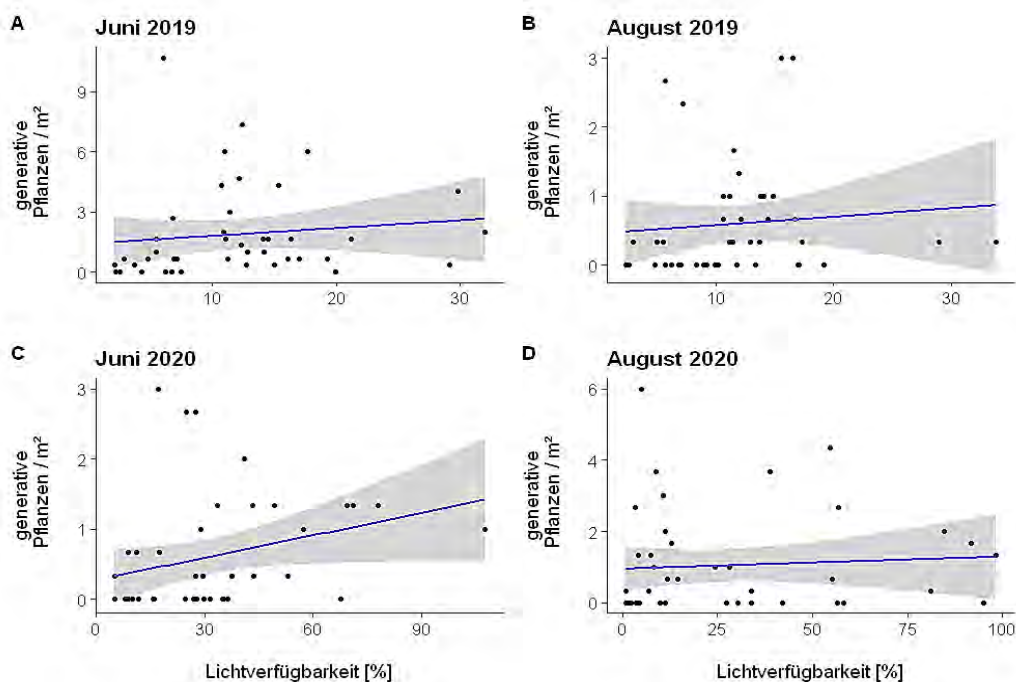 A
Juni 2019
generative
Pflanzen / m²
9
6
3
0
10
20
30
B
August 2019
generative
Pflanzen / m²
3
2
1
0
10
20
30
C
Juni 2020
generative
Pflanzen / m²
3
2
1
0
0
30
60
90
Lichtverfügbarkeit [%]
D
August 2020
generative
Pflanzen / m²
6
4
2
0
0
25
50
75
100
Lichtverfügbarkeit [%]